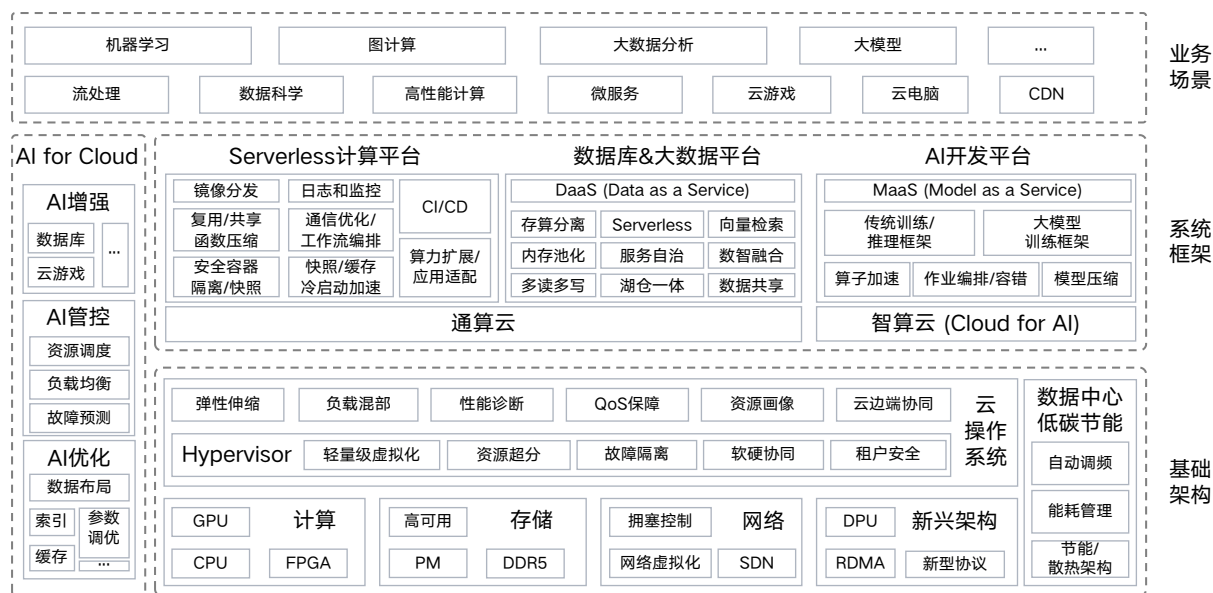 机器学习
图计算
大数据分析
大模型
...
业务
场景
流处理
数据科学
高性能计算
微服务
云游戏
云电脑
CDN
AI for Cloud
AI增强
数据库
...
云游戏
AI管控
资源调度
负载均衡
故障预测
AI优化
数据布局
索引
参数
调优
缓存
...
Serverless计算平台
镜像分发
日志和监控
CI/CD
复用/共享
函数压缩
通信优化/
工作流编排
算力扩展/
应用适配
安全容器
隔离/快照
快照/缓存
冷启动加速
数据库&大数据平台
DaaS (Data as a Service)
存算分离
Serverless
向量检索
内存池化
服务自治
数智融合
多读多写
湖仓一体
数据共享
通算云
AI开发平台
MaaS (Model as a Service)
传统训练/
推理框架
大模型
训练框架
算子加速
作业编排/容错
模型压缩
智算云 (Cloud for AI)
系统
框架
弹性伸缩
负载混部
性能诊断
QoS保障
资源画像
云边端协同
云
操作
系统
Hypervisor
轻量级虚拟化
资源超分
故障隔离
软硬协同
租户安全
GPU
计算
CPU
FPGA
高可用
存储
PM
DDR5
拥塞控制
网络
网络虚拟化
SDN
DPU
新兴架构
RDMA
新型协议
数据中心
低碳节能
自动调频
能耗管理
节能/
散热架构
基础
架构